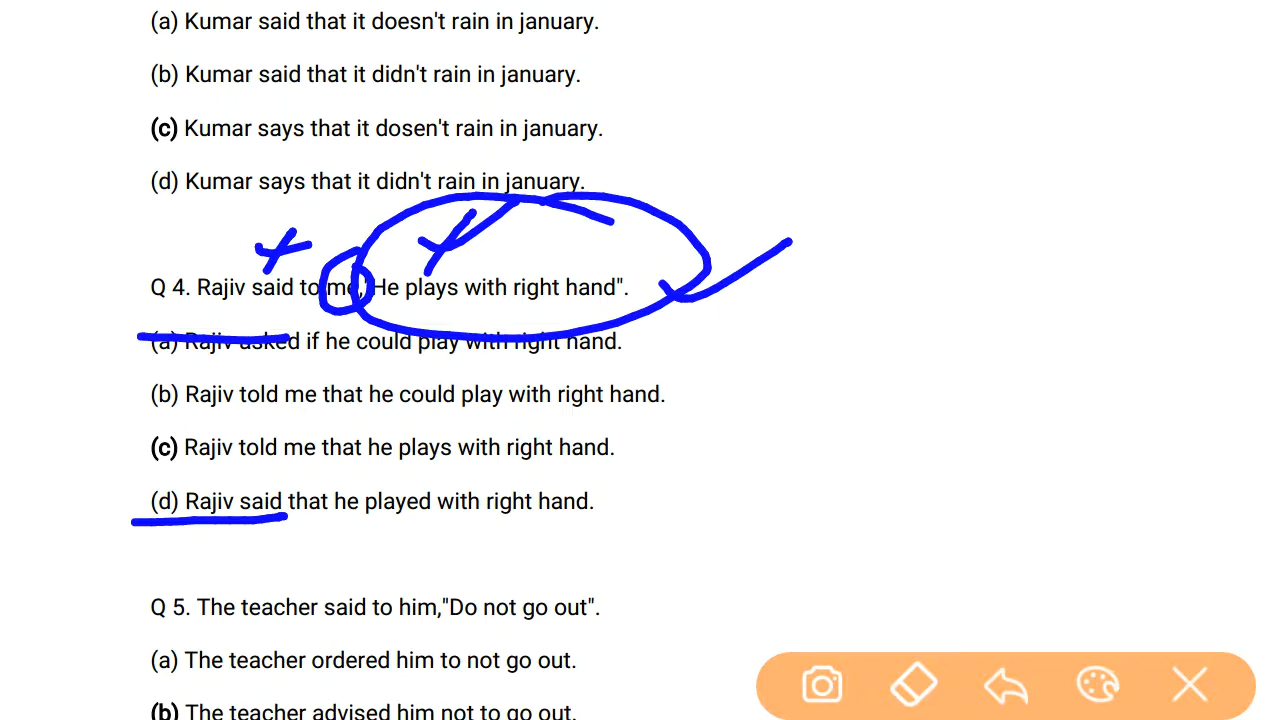 (a) Kumar said that it doesn't rain in january.
(b) Kumar said that it didn't rain in january.
(c) Kumar says that it dosen't rain in january.
(d) Kumar says that it didn't rain in january.
Q 4. Rajiv said to me,"He plays with right hand".
(a) Rajiv asked if he could play with right hand.
(b) Rajiv told me that he could play with right hand.
(c) Rajiv told me that he plays with right hand.
(d) Rajiv said that he played with right hand.
Q 5. The teacher said to him,"Do not go out".
(a) The teacher ordered him to not go out.
(b) The teacher advised him not to go out.